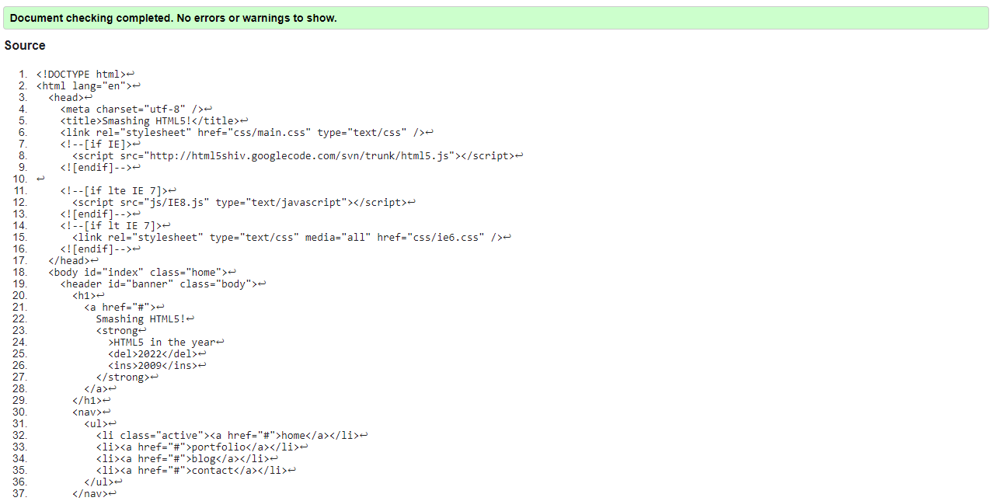 Document checking completed. No errors or warnings to show.
Source
1. <!DOCTYPE html>↩
2. <html lang="en">↩
3.   <head>↩
4.     <meta charset="utf-8" />↩
5.     <title>Smashing HTML5!</title>↩
6.     <link rel="stylesheet" href="css/main.css" type="text/css" />↩
7.     <!--[if IE]>↩
8.       <script src="http://html5shiv.googlecode.com/svn/trunk/html5.js"></script>↩
9.     <![endif]-->↩
10. ↩
11.     <!--[if lte IE 7]>↩
12.       <script src="js/IE8.js" type="text/javascript"></script>↩
13.     <![endif]-->↩
14.     <!--[if lt IE 7]>↩
15.       <link rel="stylesheet" type="text/css" media="all" href="css/ie6.css" />↩
16.     <![endif]-->↩
17.   </head>↩
18.   <body id="index" class="home">↩
19.     <header id="banner" class="body">↩
20.       <h1>↩
21.         <a href="#">↩
22.           Smashing HTML5!↩
23.           <strong↩
24.             >HTML5 in the year↩
25.             <del>2022</del>↩
26.             <ins>2009</ins>↩
27.           </strong>↩
28.         </a>↩
29.       </h1>↩
30.       <nav>↩
31.         <ul>↩
32.           <li class="active"><a href="#">home</a></li>↩
33.           <li><a href="#">portfolio</a></li>↩
34.           <li><a href="#">blog</a></li>↩
35.           <li><a href="#">contact</a></li>↩
36.         </ul>↩
37.       </nav>↩